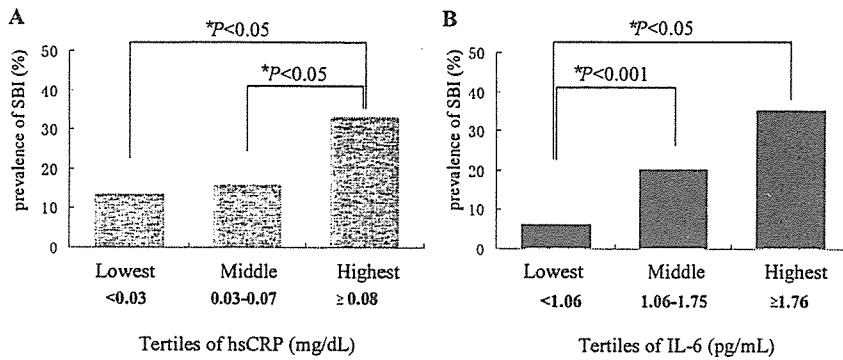 A
*P<0.05
*P<0.05
prevalence of SBI (%)
50
40
30
20
10
0
Lowest Middle Highest
<0.03 0.03-0.07 ≥ 0.08
Tertiles of hsCRP (mg/dL)
B
*P<0.05
*P<0.001
prevalence of SBI (%)
50
40
30
20
10
0
Lowest Middle Highest
<1.06 1.06-1.75 ≥1.76
Tertiles of IL-6 (pg/mL)